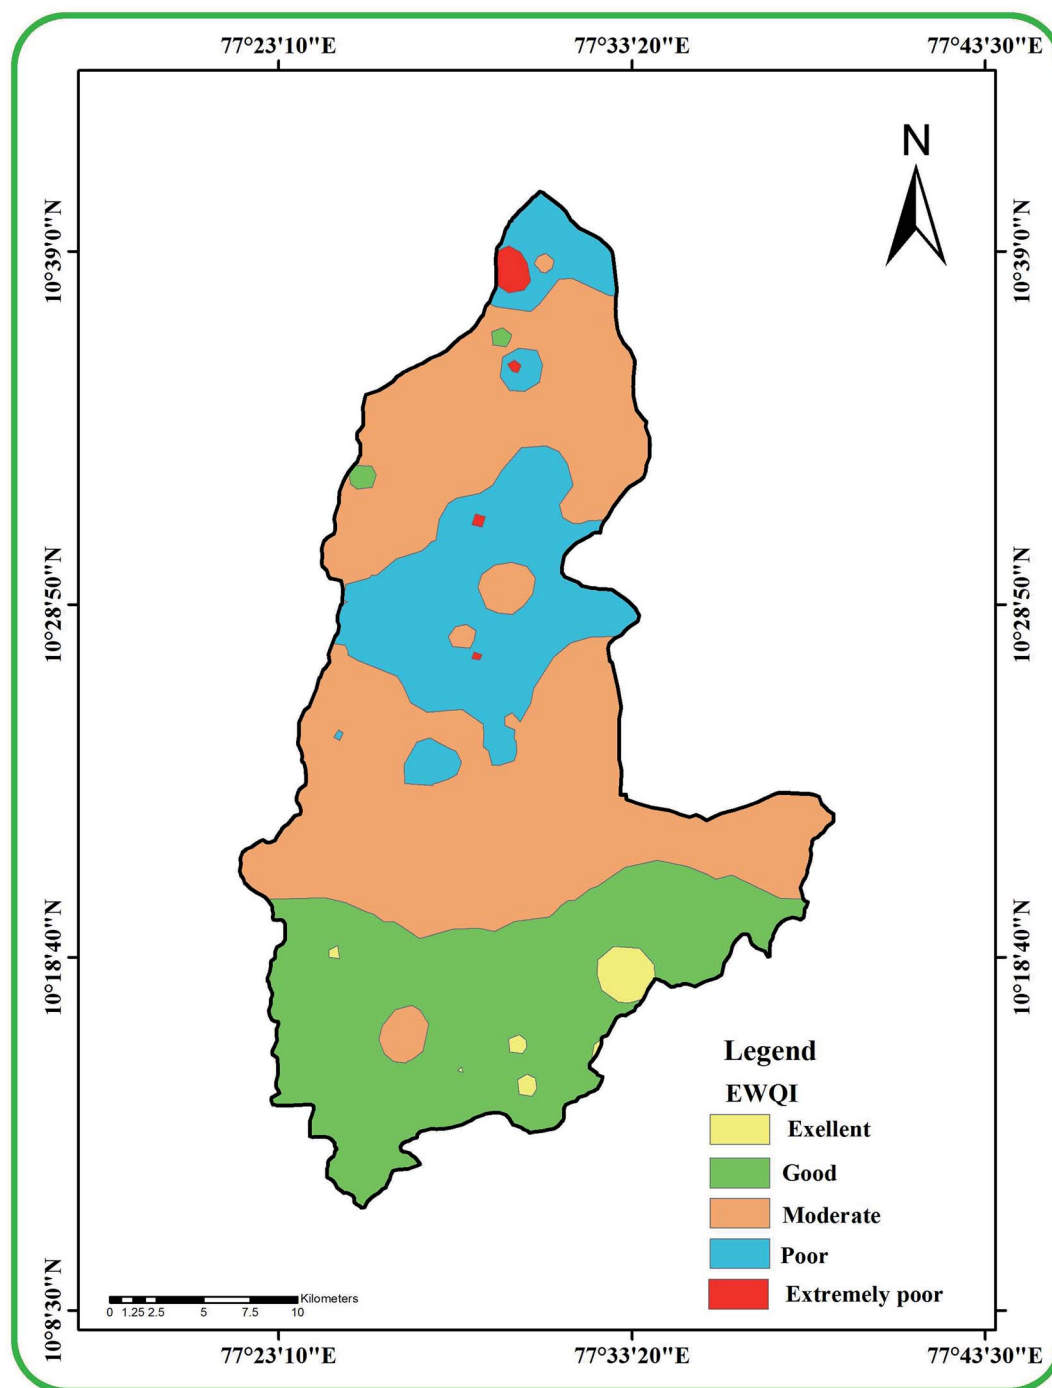 77°23'10"E 77°33'20"E 77°43'30"E
N
10°39'0"N 10°39'0"N
10°28'50"N 10°28'50"N
10°18'40"N 10°18'40"N
10°8'30"N
Legend
EWQI
Exellent
Good
Moderate
Poor
Extremely poor
Kilometers
0 1.25 2.5 5 7.5 10
77°23'10"E 77°33'20"E 77°43'30"E